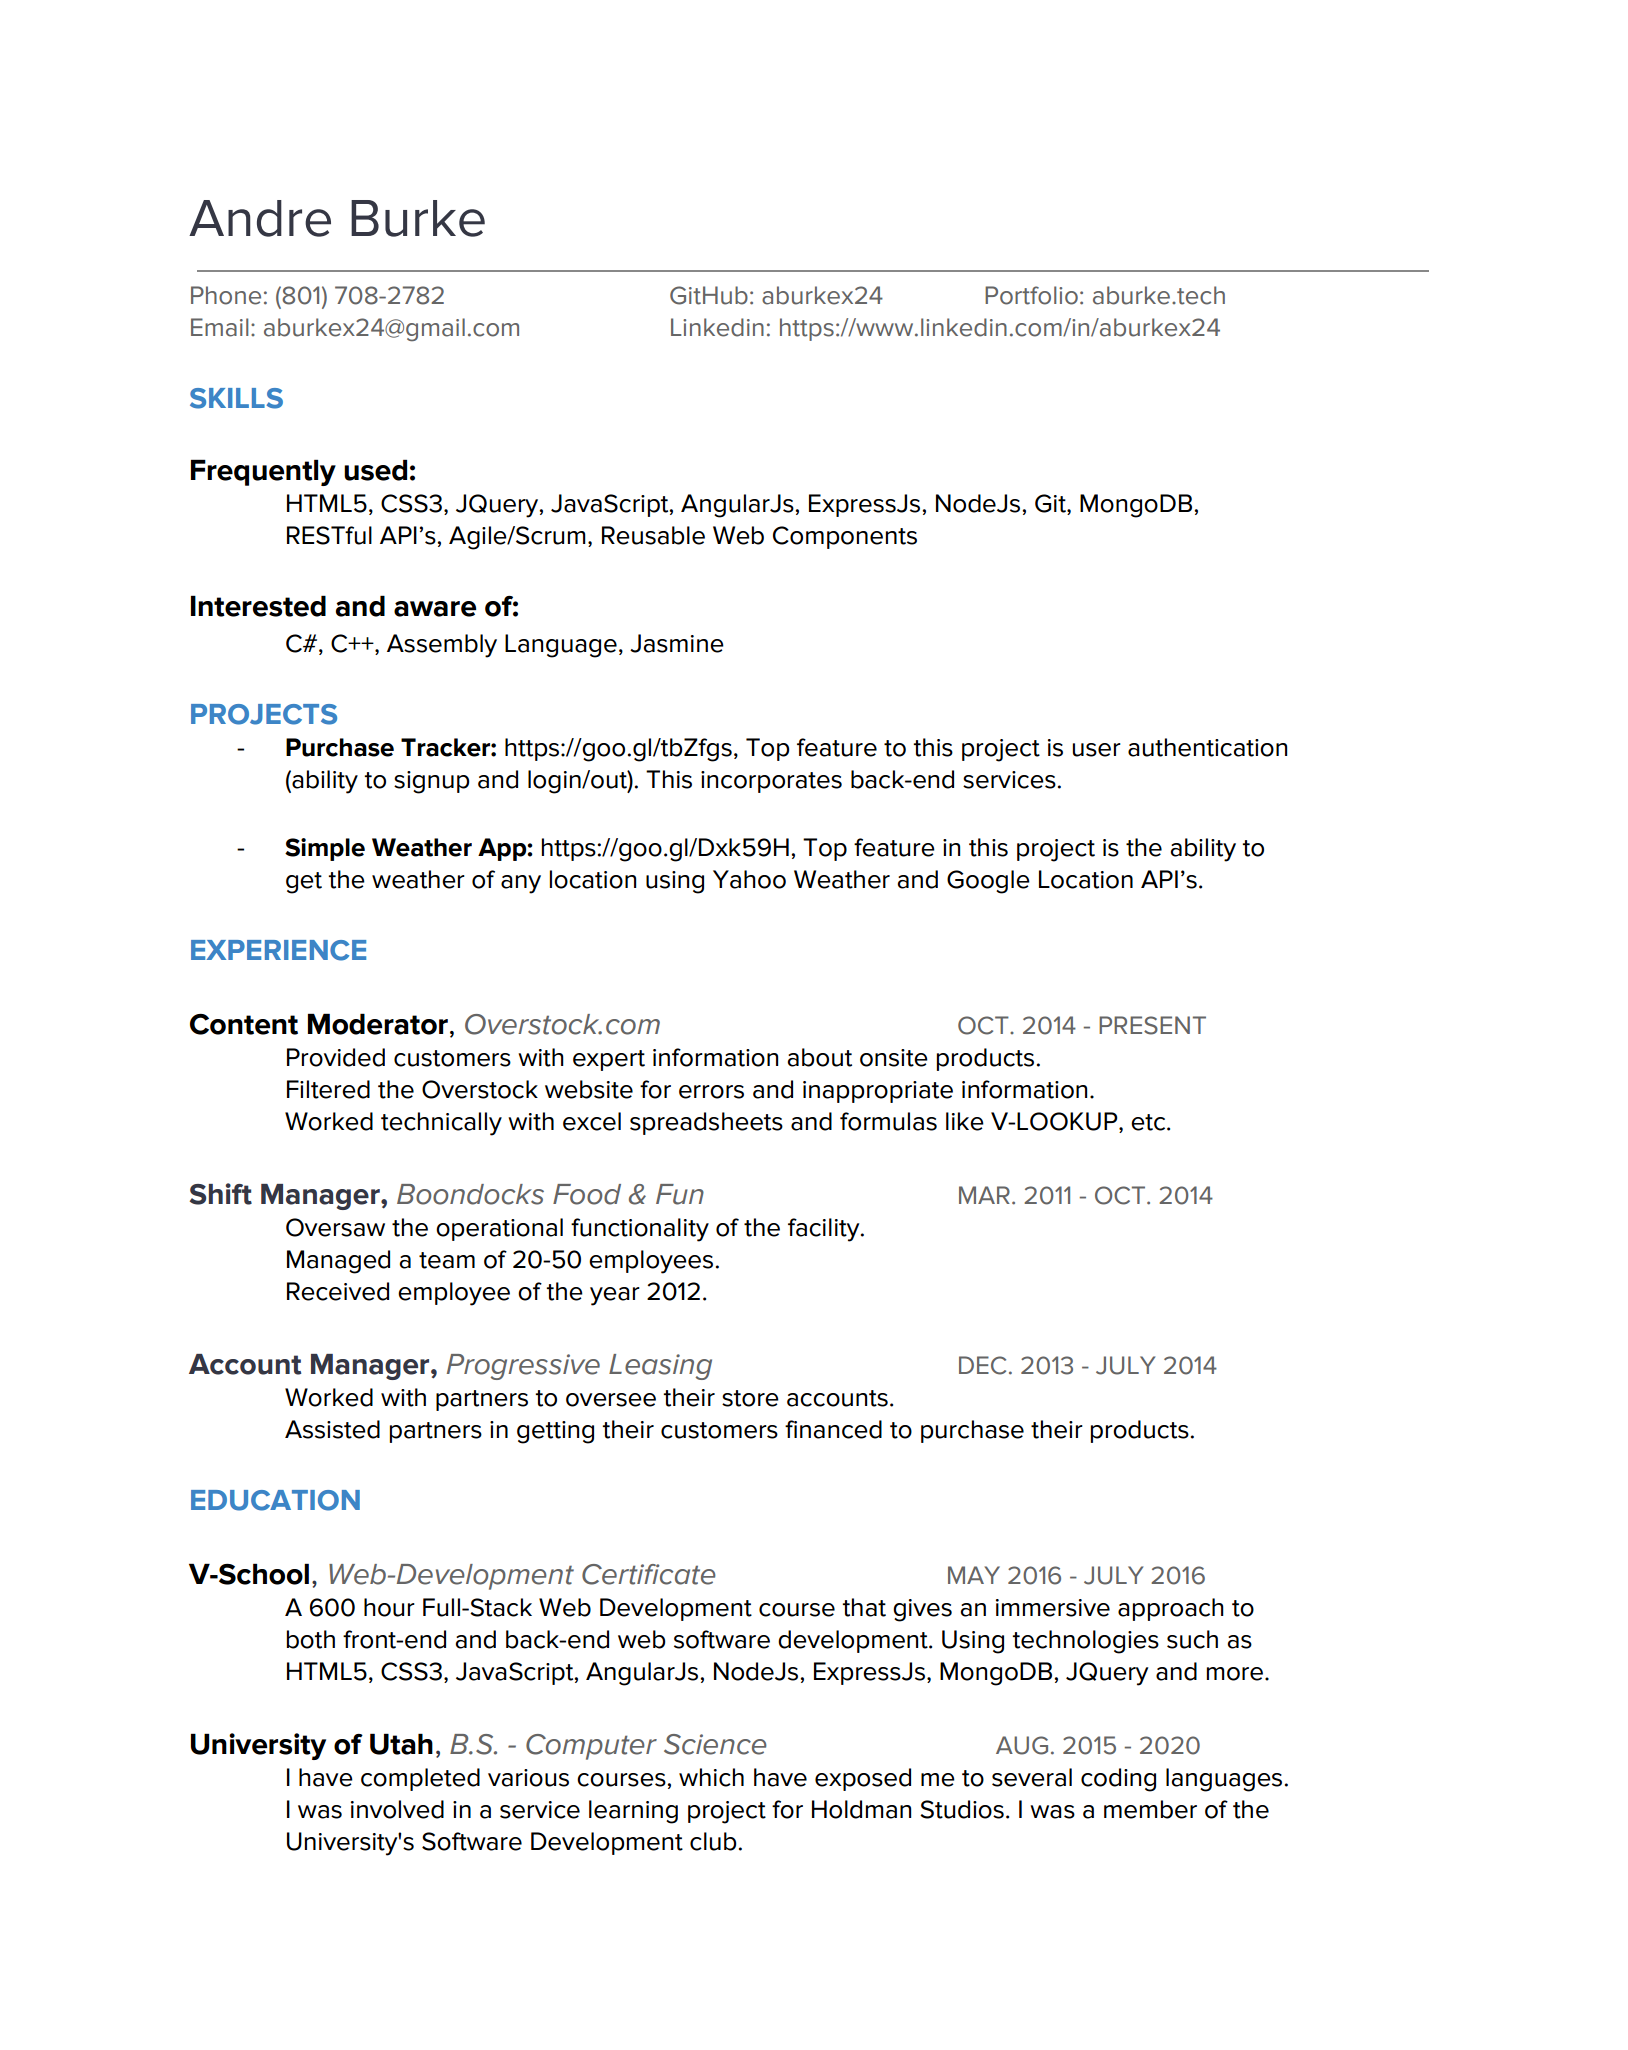 Andre Burke
Phone: (801) 708-2782 GitHub: aburkex24 Portfolio: aburke.tech
Email: aburkex24@gmail.com Linkedin: https://www.linkedin.com/in/aburkex24
SKILLS
Frequently used:
HTML5, CSS3, JQuery, JavaScript, AngularJs, ExpressJs, NodeJs, Git, MongoDB,
RESTful API’s, Agile/Scrum, Reusable Web Components
Interested and aware of:
C#, C++, Assembly Language, Jasmine
PROJECTS
- Purchase Tracker: https://goo.gl/tbZfgs, Top feature to this project is user authentication
(ability to signup and login/out). This incorporates back-end services.
- Simple Weather App: https://goo.gl/Dxk59H, Top feature in this project is the ability to
get the weather of any location using Yahoo Weather and Google Location API’s.
EXPERIENCE
Content Moderator, Overstock.com OCT. 2014 - PRESENT
Provided customers with expert information about onsite products.
Filtered the Overstock website for errors and inappropriate information.
Worked technically with excel spreadsheets and formulas like V-LOOKUP, etc.
Shift Manager, Boondocks Food & Fun MAR. 2011 - OCT. 2014
Oversaw the operational functionality of the facility.
Managed a team of 20-50 employees.
Received employee of the year 2012.
Account Manager, Progressive Leasing DEC. 2013 - JULY 2014
Worked with partners to oversee their store accounts.
Assisted partners in getting their customers financed to purchase their products.
EDUCATION
V-School, Web-Development Certificate MAY 2016 - JULY 2016
A 600 hour Full-Stack Web Development course that gives an immersive approach to
both front-end and back-end web software development. Using technologies such as
HTML5, CSS3, JavaScript, AngularJs, NodeJs, ExpressJs, MongoDB, JQuery and more.
University of Utah, B.S. - Computer Science AUG. 2015 - 2020
I have completed various courses, which have exposed me to several coding languages.
I was involved in a service learning project for Holdman Studios. I was a member of the
University's Software Development club.